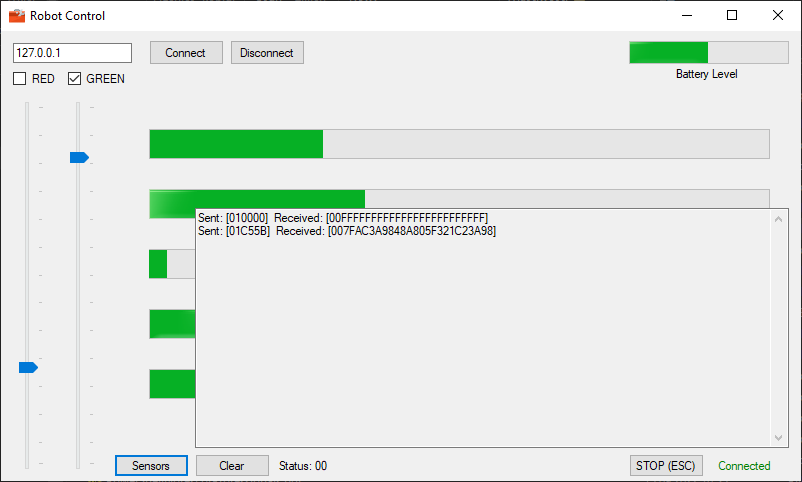 Robot Control
127.0.0.1
Connect
Disconnect
Battery Level
RED
GREEN
Sent: [010000]  Received: [00FFFFFFFFFFFFFFFFFFFFFFFF]
Sent: [01C55B]  Received: [007FAC3A9848A805F321C23A98]
Sensors
Clear
Status: 00
STOP (ESC)
Connected